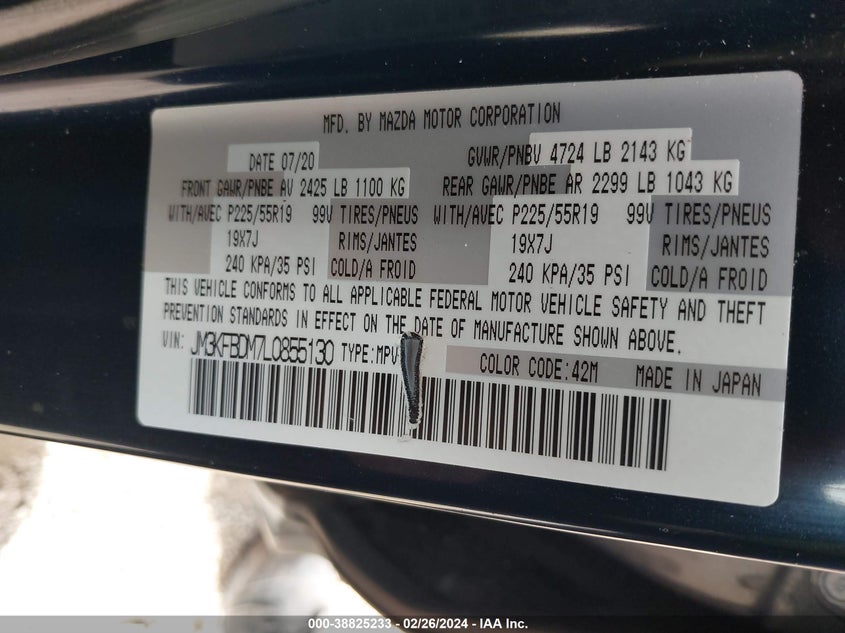 MFD. BY MAZDA MOTOR CORPORATION
DATE 07/20 GVWR/PNBV 4724 LB 2143 KG
FRONT GAWR/PNBE AV 2425 LB 1100 KG REAR GAWR/PNBE AR 2299 LB 1043 KG
WITH/AVEC P225/55R19 99V TIRES/PNEUS WITH/AVEC P225/55R19 99V TIRES/PNEUS
19X7J RIMS/JANTES 19X7J RIMS/JANTES
240 KPA/35 PSI COLD/A FROID 240 KPA/35 PSI COLD/A FROID
THIS VEHICLE CONFORMS TO ALL APPLICABLE FEDERAL MOTOR VEHICLE SAFETY AND THEFT
PREVENTION STANDARDS IN EFFECT ON THE DATE OF MANUFACTURE SHOWN ABOVE.
VIN: JM3KFBDM7L0855130 TYPE:MPV
COLOR CODE:42M MADE IN JAPAN
000-38825233 - 02/26/2024 - IAA Inc.